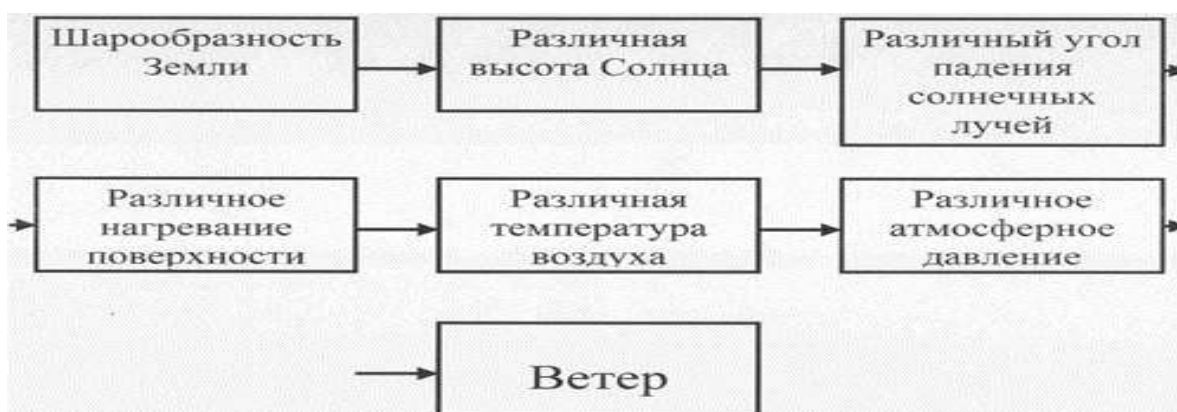 Шарообразность
Земли
Различная
высота Солнца
Различный угол
падения
солнечных
лучей
Различное
нагревание
поверхности
Различная
температура
воздуха
Различное
атмосферное
давление
Ветер